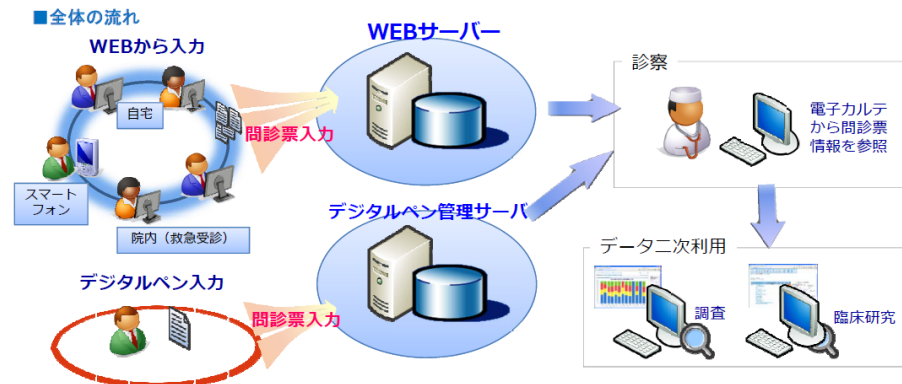 ■全体の流れ
WEBから入力
自宅
スマート
フォン
院内（救急受診）
問診票入力
WEBサーバー
診察
電子カルテ
から問診票
情報を参照
デジタルペン入力
問診票入力
デジタルペン管理サーバ
データ二次利用
調査
臨床研究